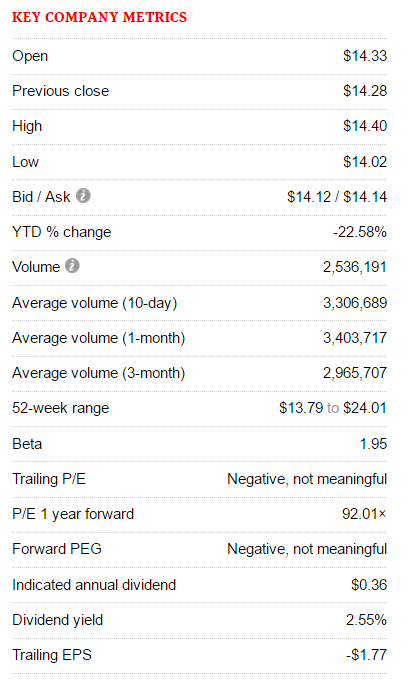 KEY COMPANY METRICS
Open $14.33
Previous close $14.28
High $14.40
Low $14.02
Bid / Ask $14.12 / $14.14
YTD % change -22.58%
Volume 2,536,191
Average volume (10-day) 3,306,689
Average volume (1-month) 3,403,717
Average volume (3-month) 2,965,707
52-week range $13.79 to $24.01
Beta 1.95
Trailing P/E Negative, not meaningful
P/E 1 year forward 92.01×
Forward PEG Negative, not meaningful
Indicated annual dividend $0.36
Dividend yield 2.55%
Trailing EPS -$1.77